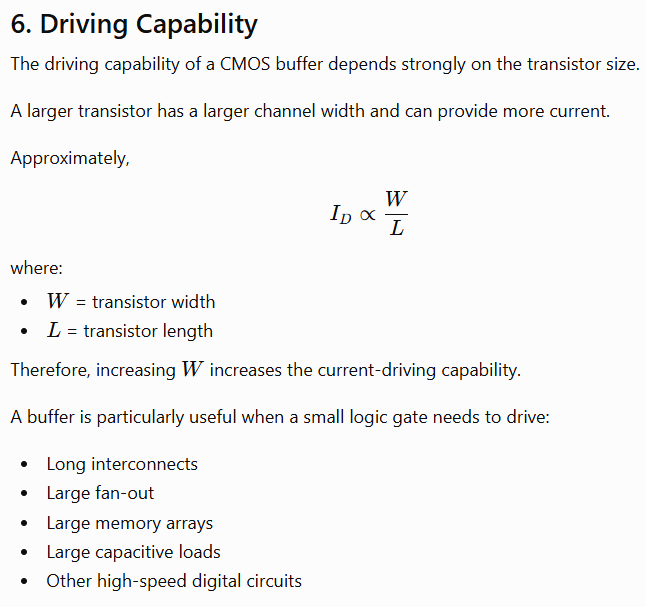 6. Driving Capability
The driving capability of a CMOS buffer depends strongly on the transistor size.
A larger transistor has a larger channel width and can provide more current.
Approximately,
I_D ∝ W/L
where:
• W = transistor width
• L = transistor length
Therefore, increasing W increases the current-driving capability.
A buffer is particularly useful when a small logic gate needs to drive:
• Long interconnects
• Large fan-out
• Large memory arrays
• Large capacitive loads
• Other high-speed digital circuits